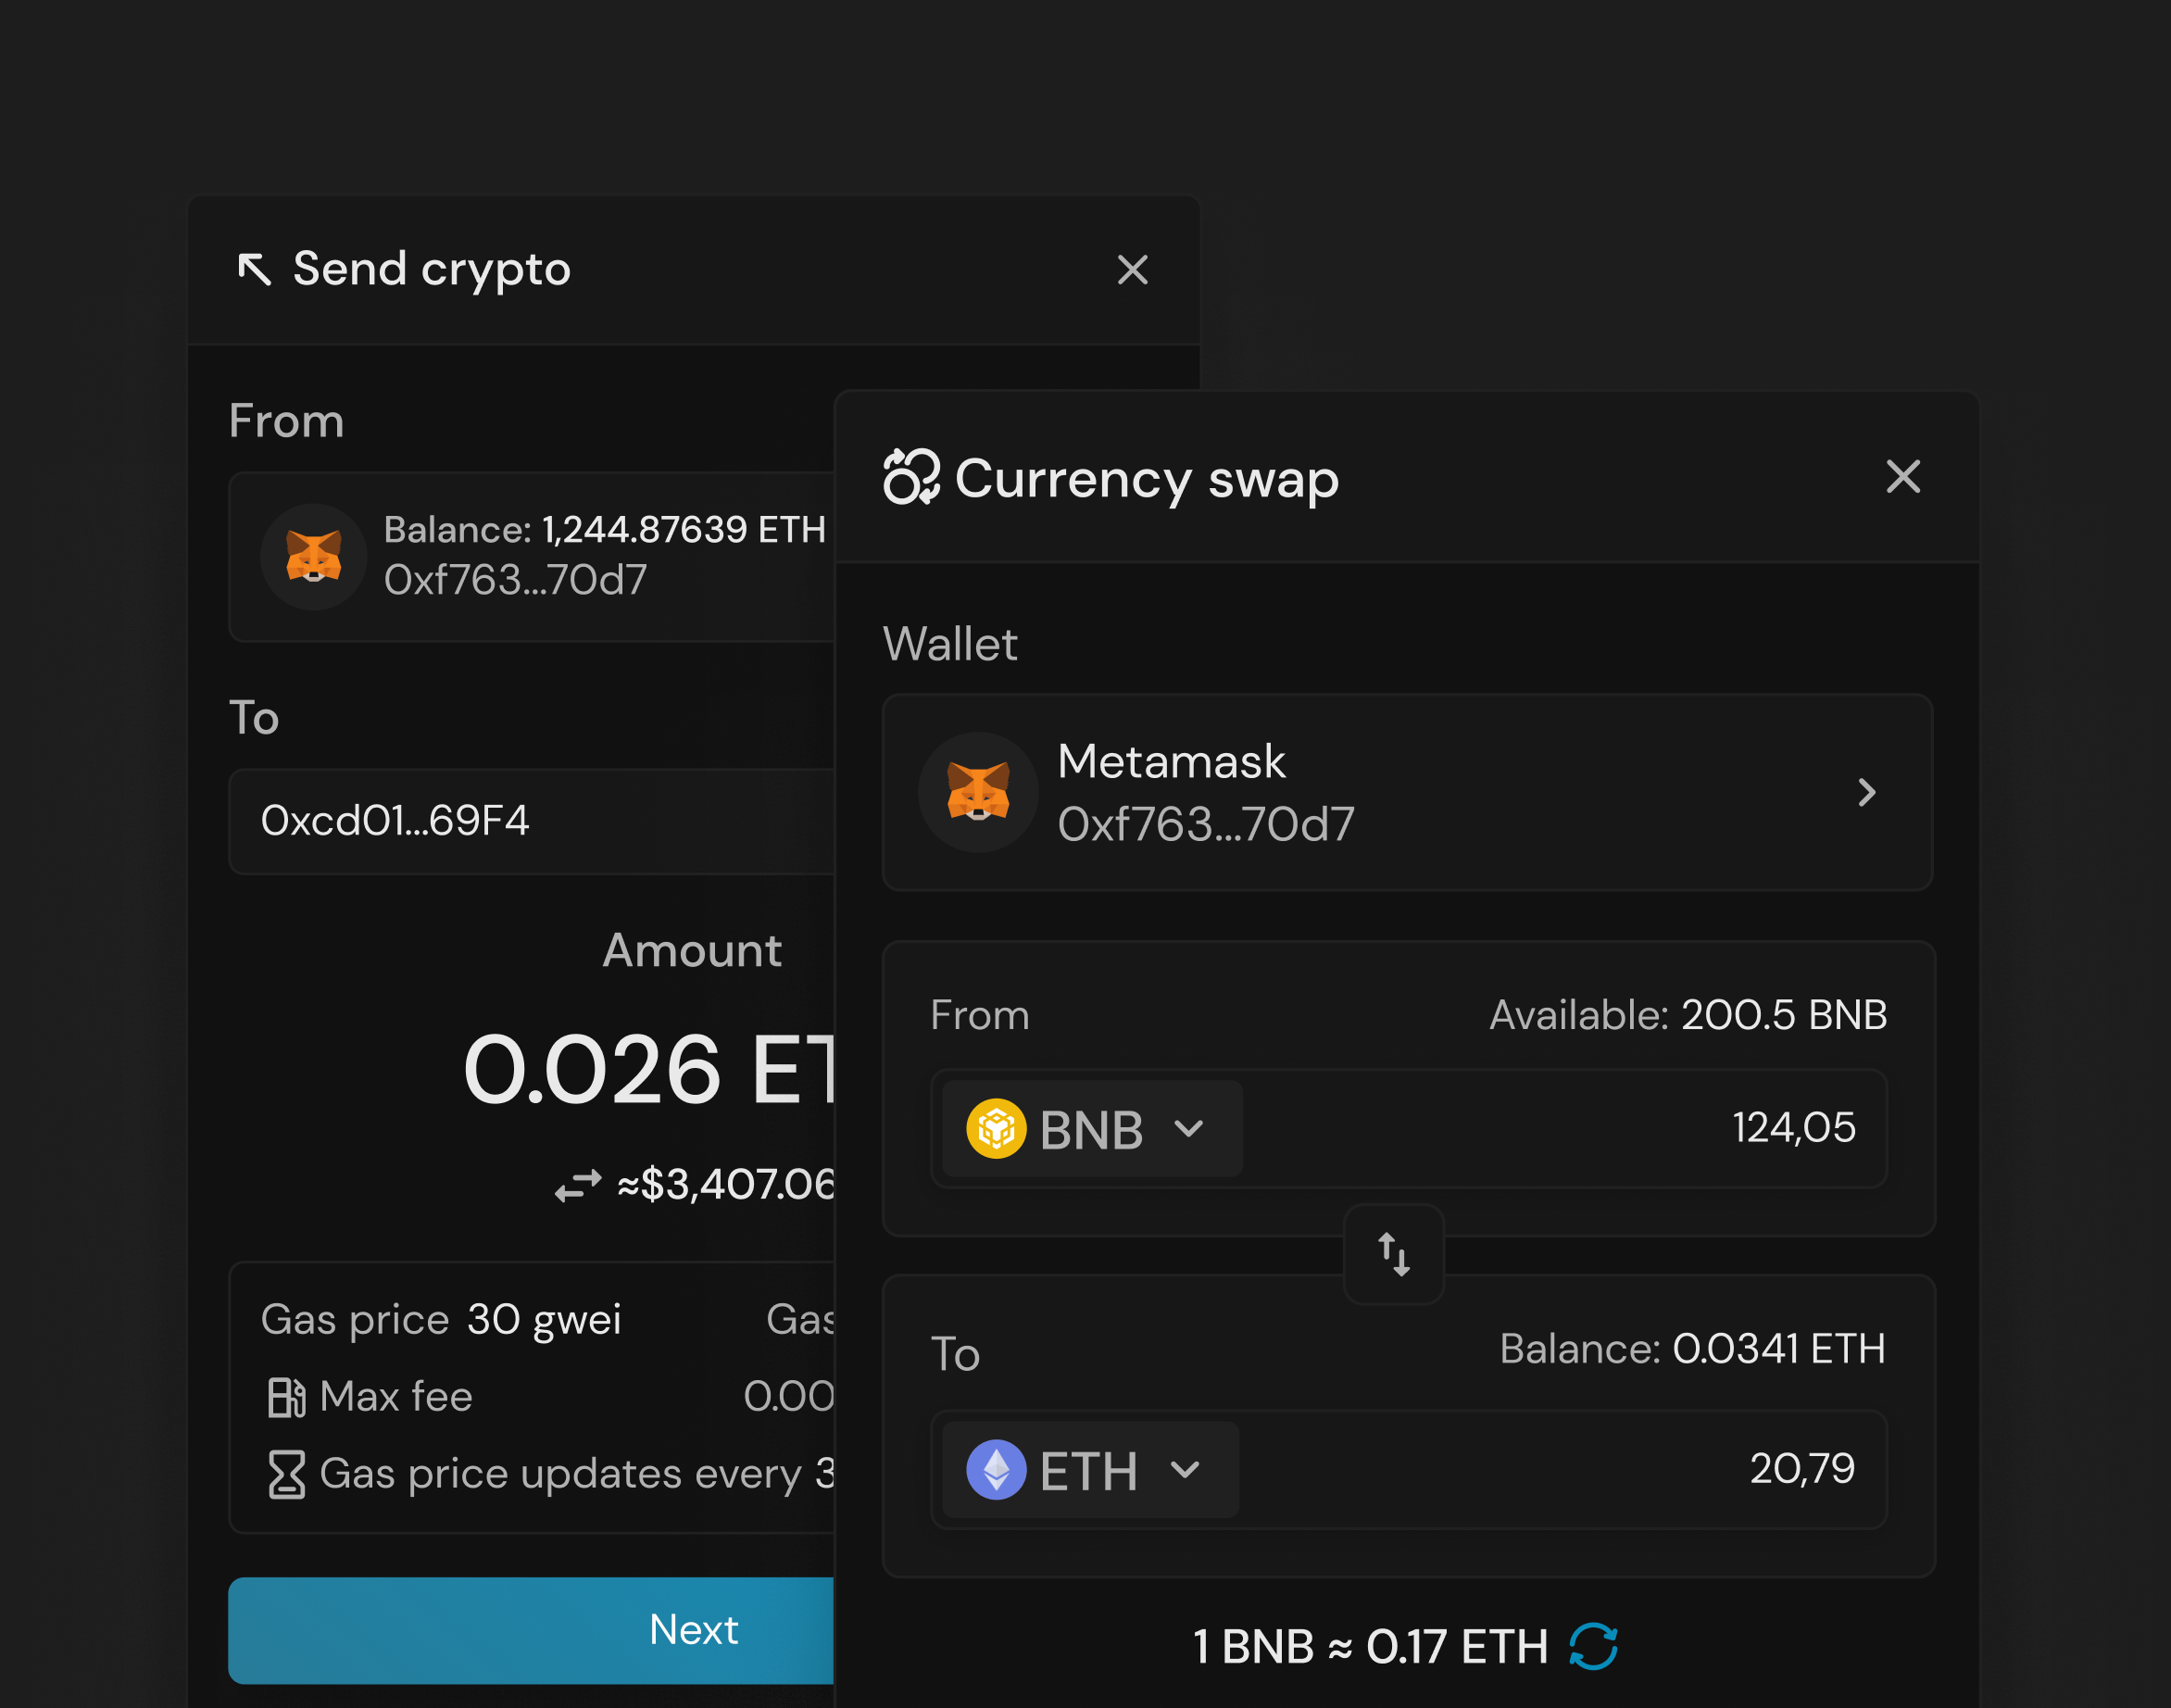 Send crypto
From
Balance: 1,244.87639 ETH
0xf763...70d7
To
0xcd01...69F4
Amount
0.026
≈$3,407.06
Gas price 30 gwei
Max fee 0.00
Gas price updates every 3
Next
Currency swap
Wallet
Metamask
0xf763...70d7
From Available: 200.5 BNB
BNB 124,05
To Balance: 0.0341 ETH
ETH 20,79
1 BNB ≈ 0.17 ETH